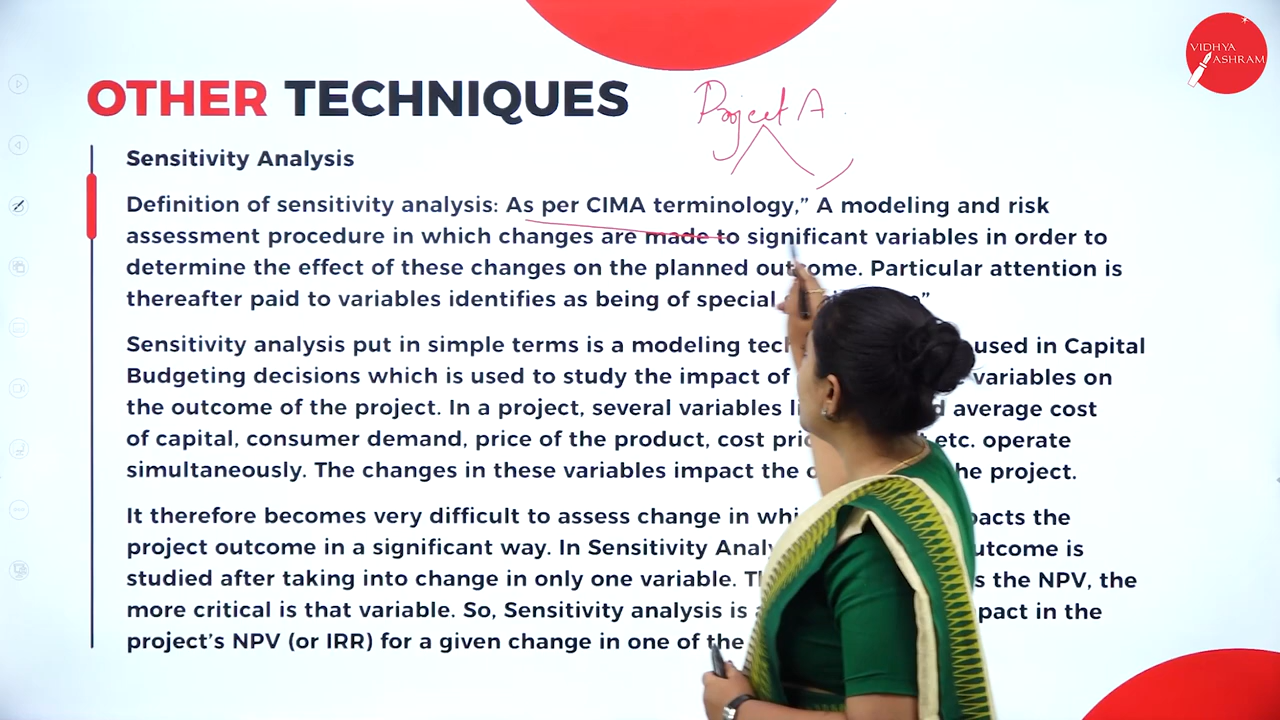 VIDHYA
ASHRAM
OTHER TECHNIQUES
Project A
Sensitivity Analysis
Definition of sensitivity analysis: As per CIMA terminology,” A modeling and risk
assessment procedure in which changes are made to significant variables in order to
determine the effect of these changes on the planned outcome. Particular attention is
thereafter paid to variables identifies as being of special
Sensitivity analysis put in simple terms is a modeling used in Capital
Budgeting decisions which is used to study the impact of variables on
the outcome of the project. In a project, several variables average cost
of capital, consumer demand, price of the product, cost etc. operate
simultaneously. The changes in these variables impact the the project.
It therefore becomes very difficult to assess change in the
project outcome in a significant way. In Sensitivity outcome is
studied after taking into change in only one variable. the NPV, the
more critical is that variable. So, Sensitivity analysis is in the
project’s NPV (or IRR) for a given change in one of the